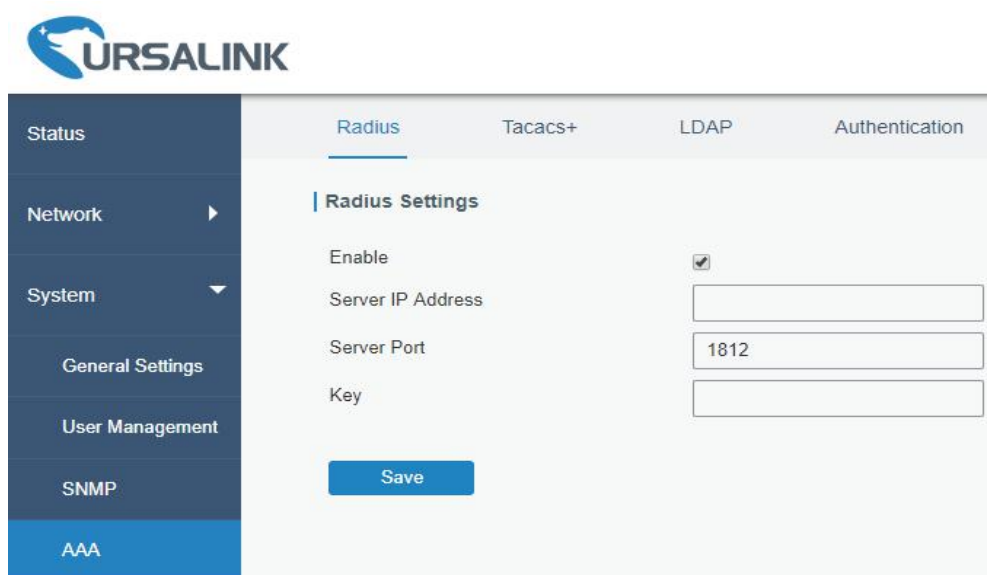 URSALINK
Status
Network
System
General Settings
User Management
SNMP
AAA
Radius Tacacs+ LDAP Authentication
Radius Settings
Enable
Server IP Address
Server Port 1812
Key
Save